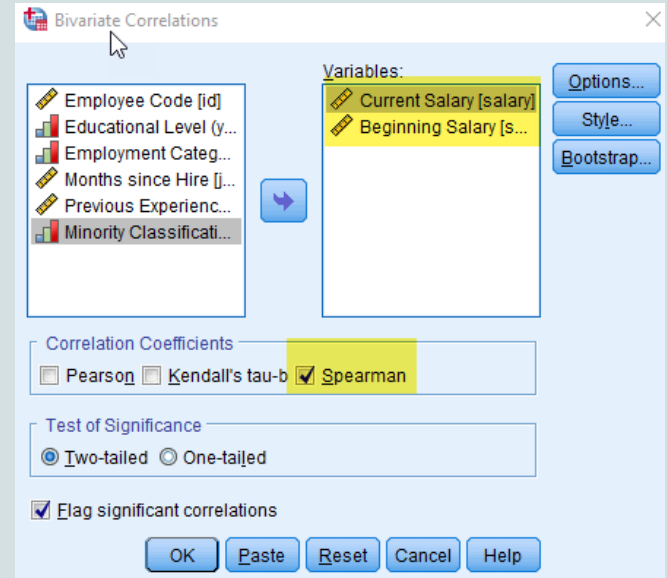 Bivariate Correlations
Variables:
Employee Code [id]
Educational Level (y...
Employment Categ...
Months since Hire [j...
Previous Experienc...
Minority Classificati...
Current Salary [salary]
Beginning Salary [s...
Options...
Style...
Bootstrap...
Correlation Coefficients
Pearson Kendall's tau-b Spearman
Test of Significance
Two-tailed One-tailed
Flag significant correlations
OK Paste Reset Cancel Help